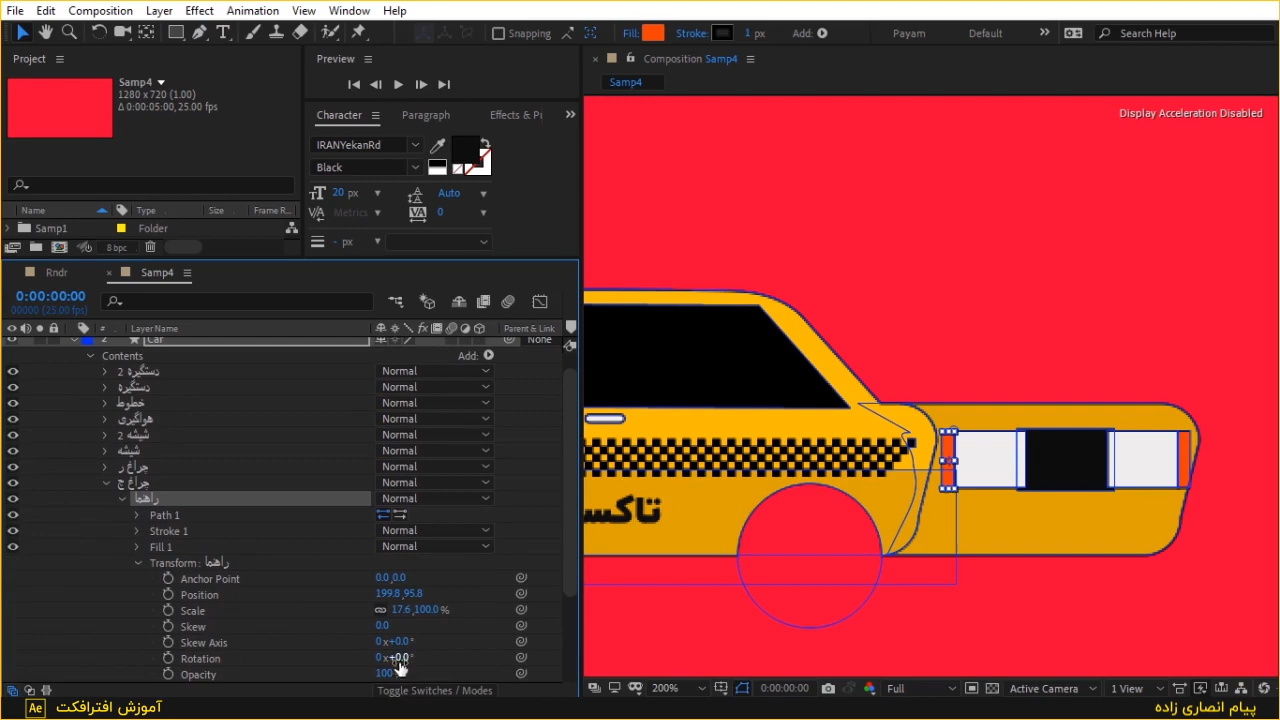 File Edit Composition Layer Effect Animation View Window Help
Snapping Fill: Stroke: 1 px Add: Payam Default Search Help
Project
Samp4
1280 x 720 (1.00)
Δ 0:00:05:00, 25.00 fps
Name Type Size Frame R...
Samp1 Folder
8 bpc
Preview
Character Paragraph Effects & Pi
IRANYekanRd
Black
20 px Auto
Metrics 0
- px
Composition Samp4
Samp4
Display Acceleration Disabled
تاکس
Rndr Samp4
0:00:00:00
00000 (25.00 fps)
# Layer Name Parent & Link
2 Car None
Contents Add:
دستگیره 2 Normal
دستگیره Normal
خطوط Normal
هواگیری Normal
شیشه 2 Normal
شیشه Normal
چراغ ر Normal
چراغ چ Normal
راهنما Normal
Path 1
Stroke 1 Normal
Fill 1 Normal
Transform : راهنما
Anchor Point 0.0,0.0
Position 199.8,95.8
Scale 17.6,100.0 %
Skew 0.0
Skew Axis 0 x+0.0°
Rotation 0 x+0.0°
Opacity 100
Toggle Switches / Modes
200% 0:00:00:00 Full Active Camera 1 View
Ae آموزش افترافکت
پیام انصاری زاده